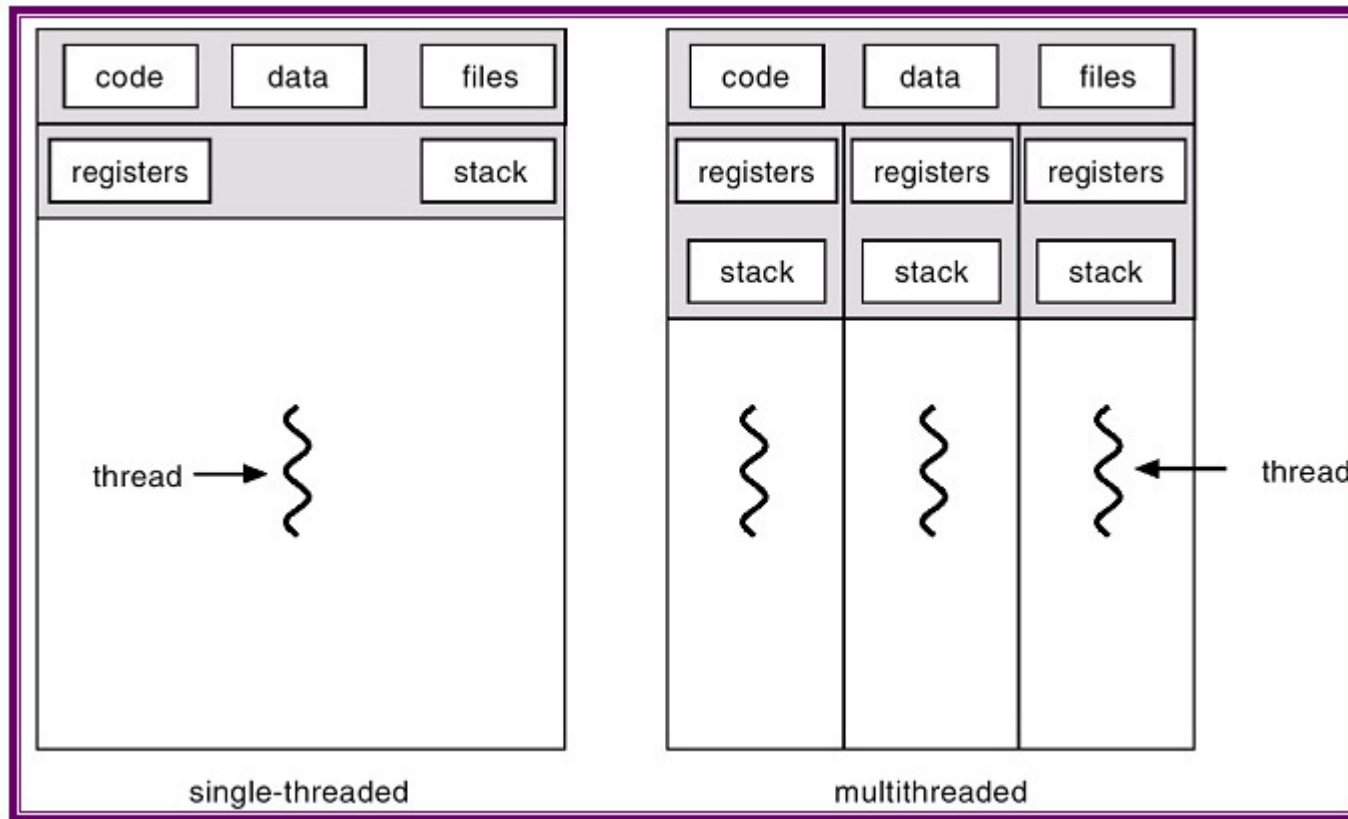 code data files
registers stack
thread
single-threaded
code data files
registers registers registers
stack stack stack
thread
multithreaded